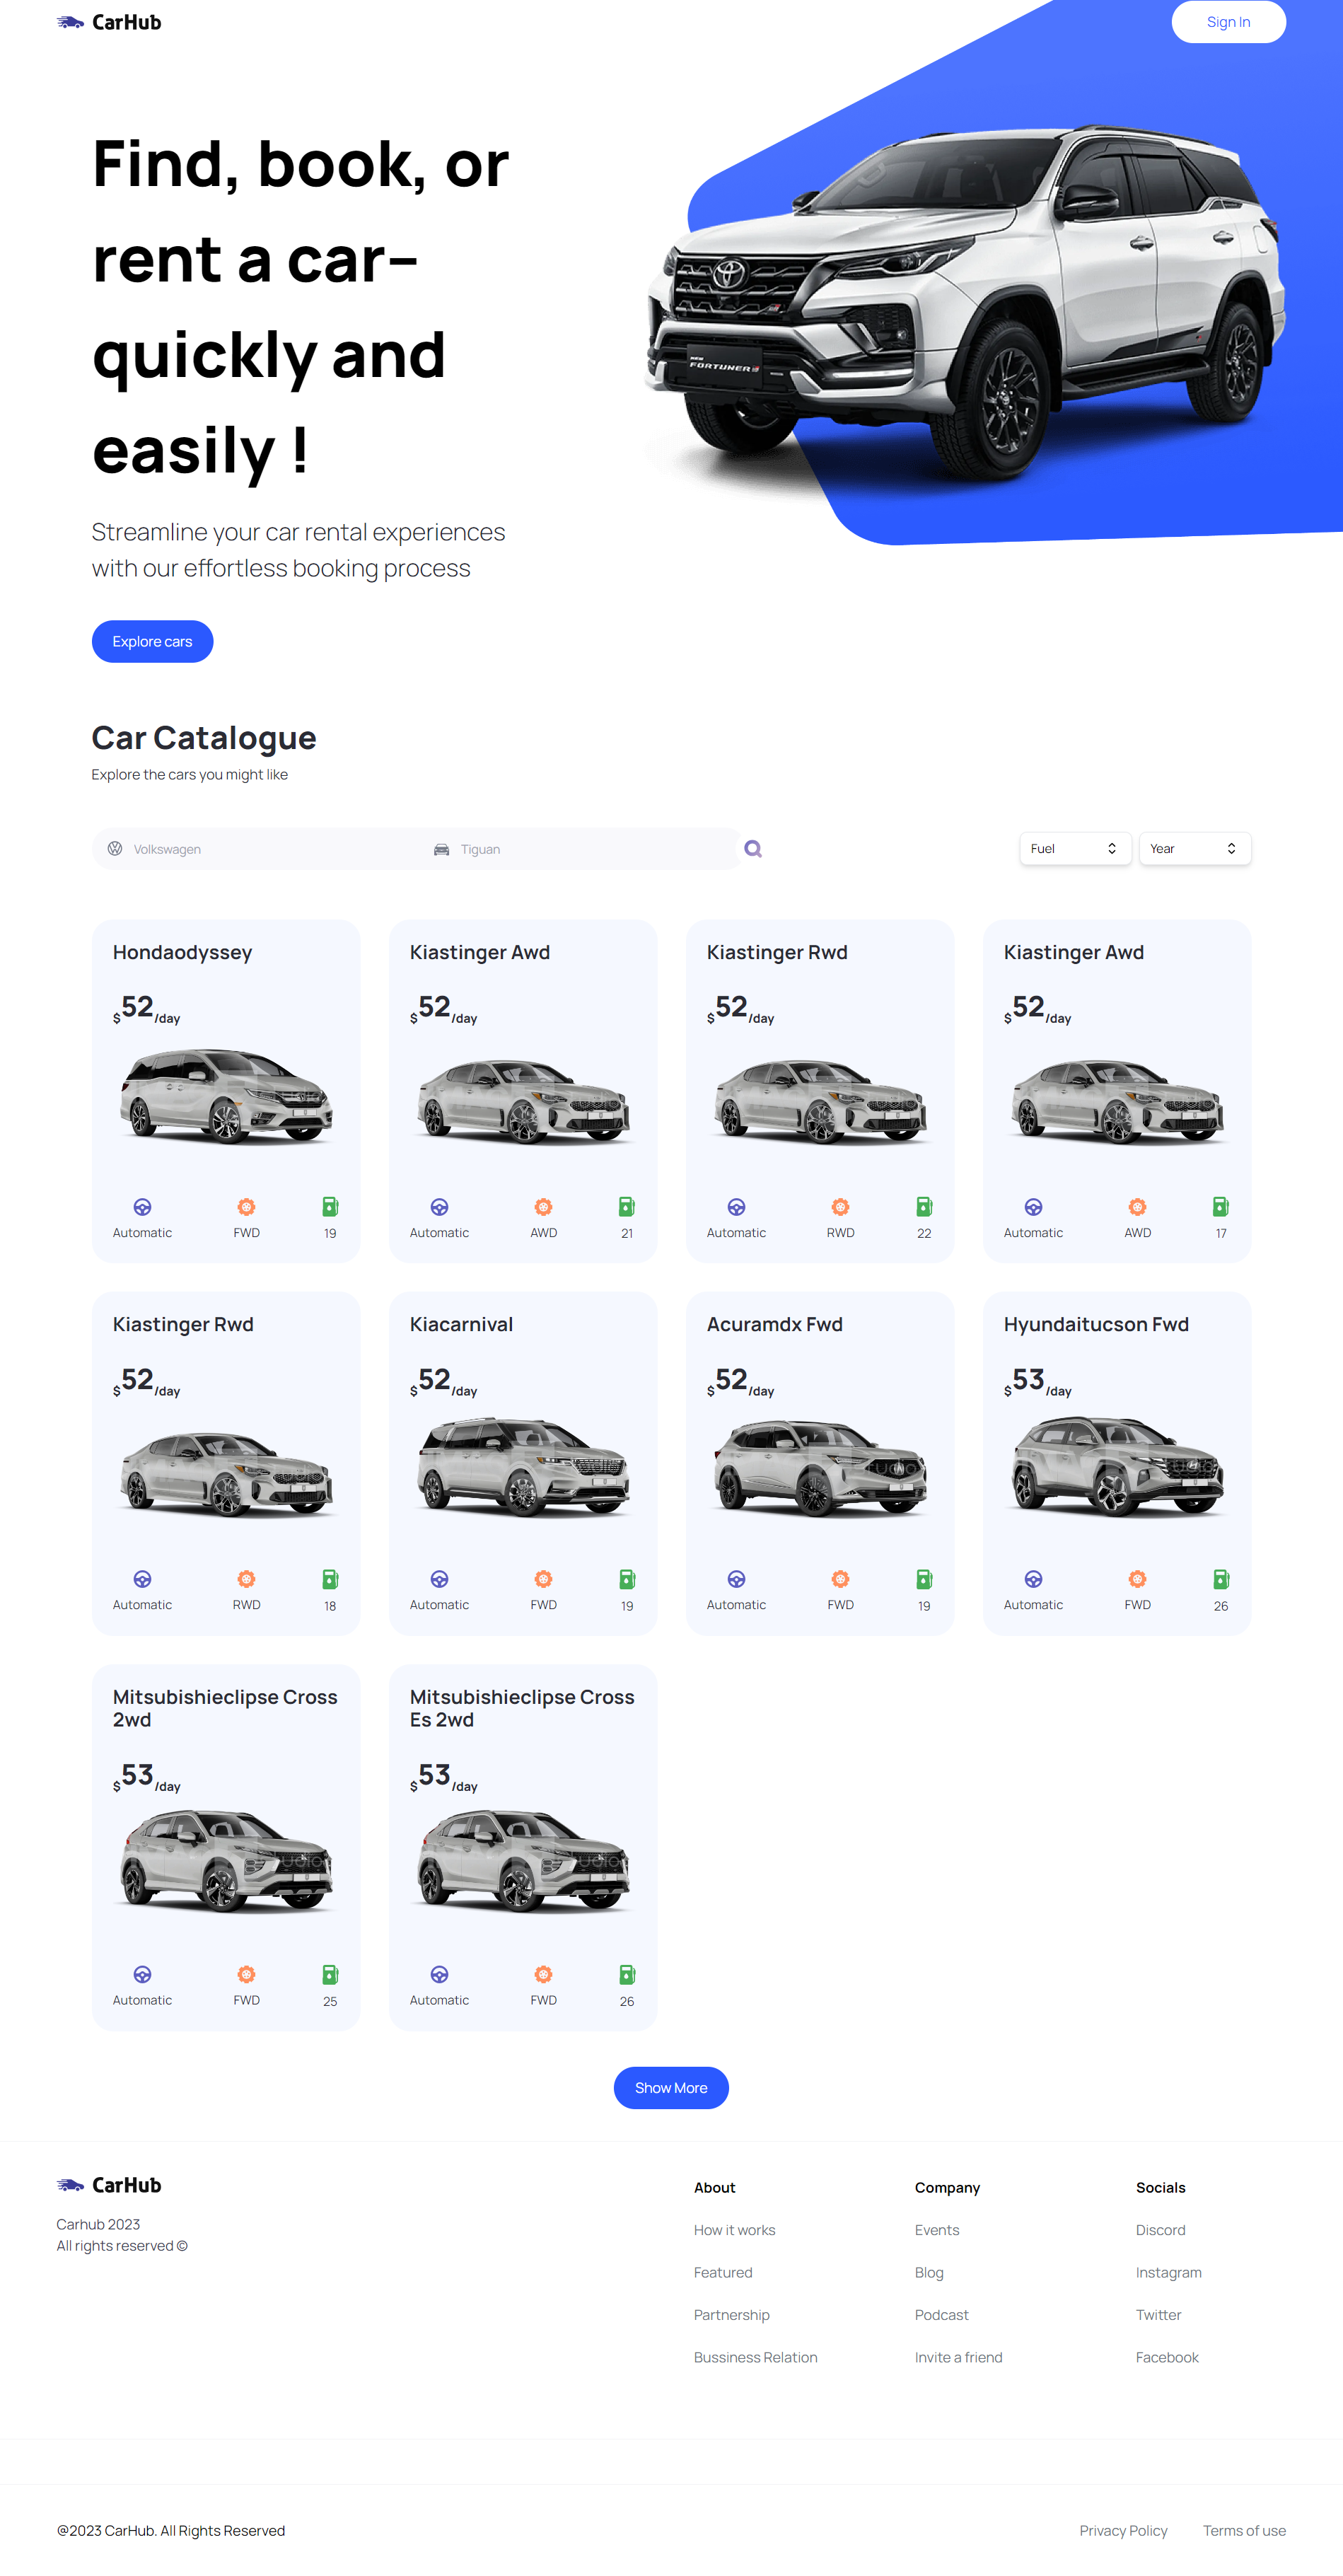 CarHub
Sign In
Find, book, or
rent a car–
quickly and
easily !
NEW
FORTUNER
Streamline your car rental experiences
with our effortless booking process
Explore cars
Car Catalogue
Explore the cars you might like
Volkswagen
Tiguan
Fuel
Year
Hondaodyssey
$52/day
Automatic
FWD
19
Kiastinger Awd
$52/day
Automatic
AWD
21
Kiastinger Rwd
$52/day
Automatic
RWD
22
Kiastinger Awd
$52/day
Automatic
AWD
17
Kiastinger Rwd
$52/day
Automatic
RWD
18
Kiacarnival
$52/day
Automatic
FWD
19
Acuramdx Fwd
$52/day
Automatic
FWD
19
Hyundaitucson Fwd
$53/day
Automatic
FWD
26
Mitsubishieclipse Cross
2wd
$53/day
Automatic
FWD
25
Mitsubishieclipse Cross
Es 2wd
$53/day
Automatic
FWD
26
Show More
CarHub
Carhub 2023
All rights reserved ©
About
How it works
Featured
Partnership
Bussiness Relation
Company
Events
Blog
Podcast
Invite a friend
Socials
Discord
Instagram
Twitter
Facebook
@2023 CarHub. All Rights Reserved
Privacy Policy
Terms of use